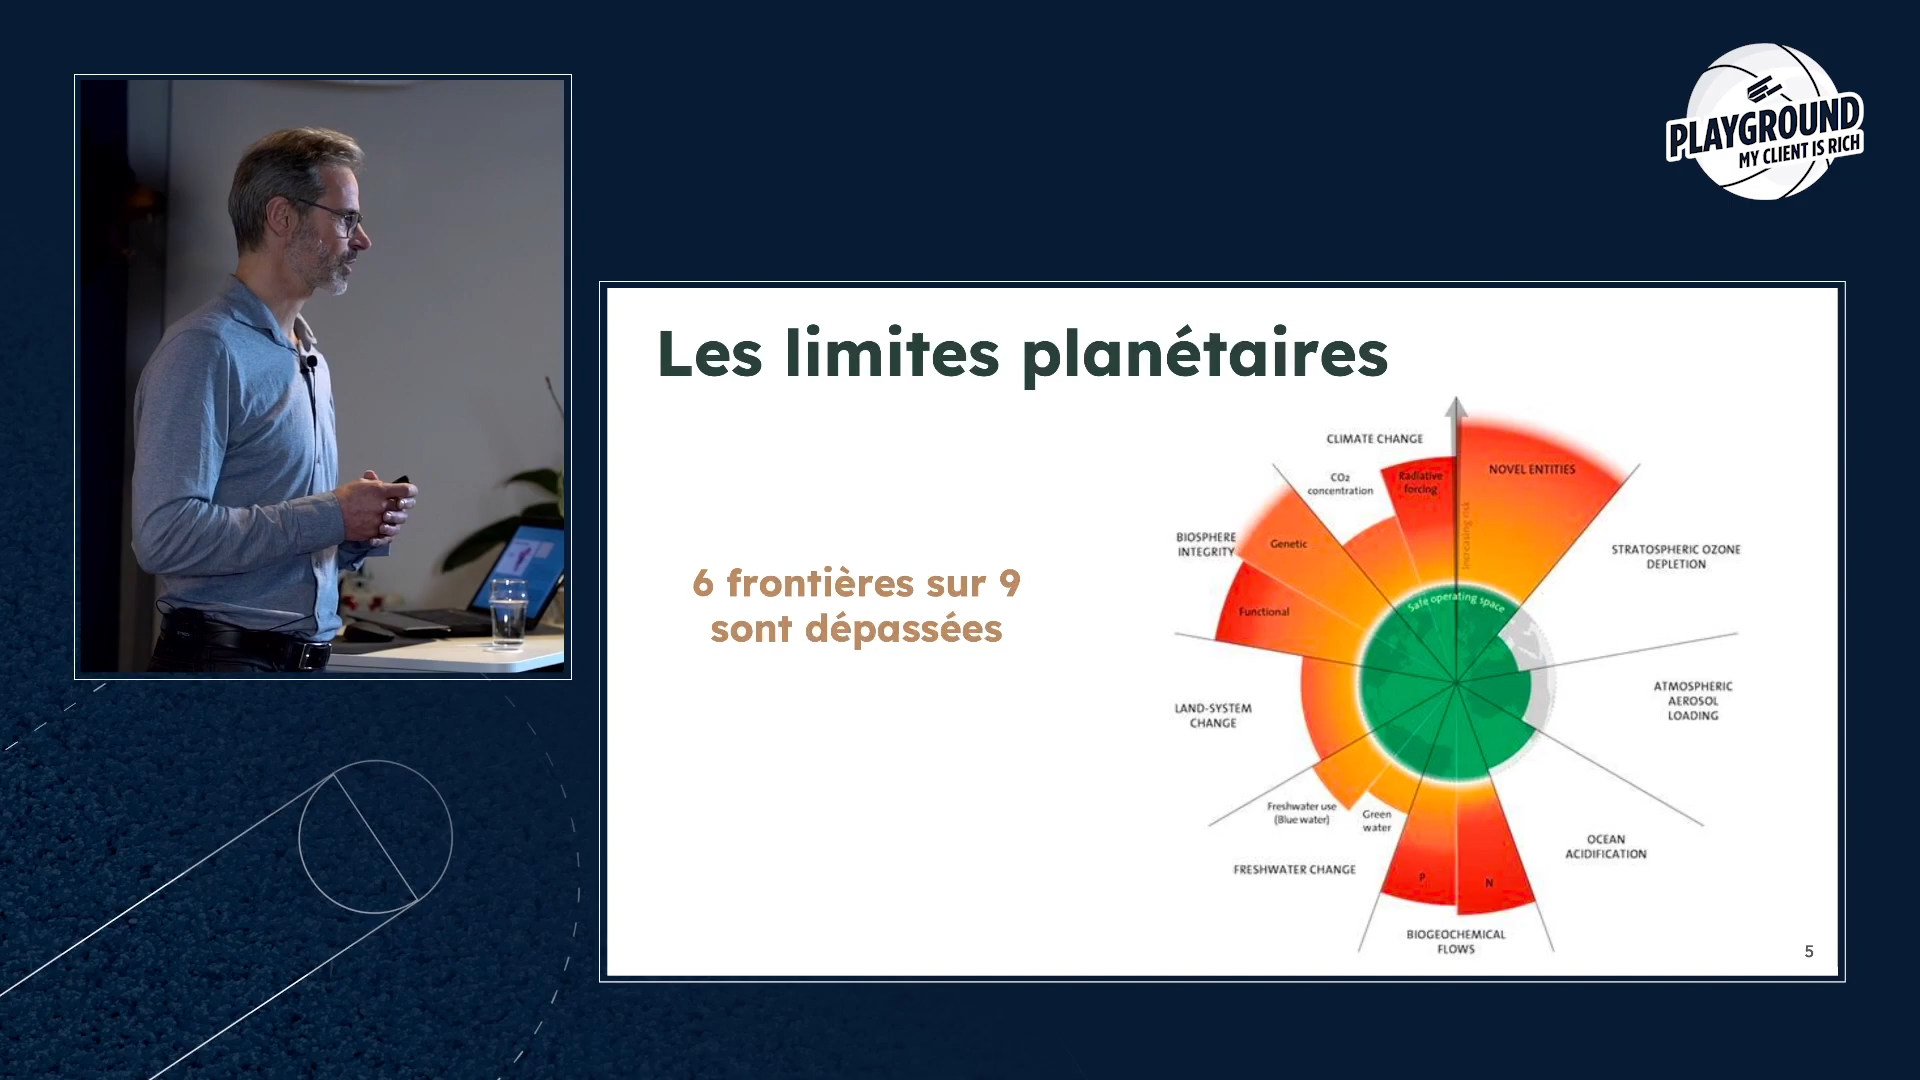 PLAYGROUND
MY CLIENT IS RICH
Les limites planétaires
6 frontières sur 9
sont dépassées
CLIMATE CHANGE
CO₂
concentration
Radiative
forcing
Increasing risk
NOVEL ENTITIES
BIOSPHERE
INTEGRITY
Genetic
Functional
STRATOSPHERIC OZONE
DEPLETION
Safe operating space
LAND-SYSTEM
CHANGE
ATMOSPHERIC
AEROSOL
LOADING
Freshwater use
(Blue water)
Green
water
FRESHWATER CHANGE
OCEAN
ACIDIFICATION
P
N
BIOGEOCHEMICAL
FLOWS
5